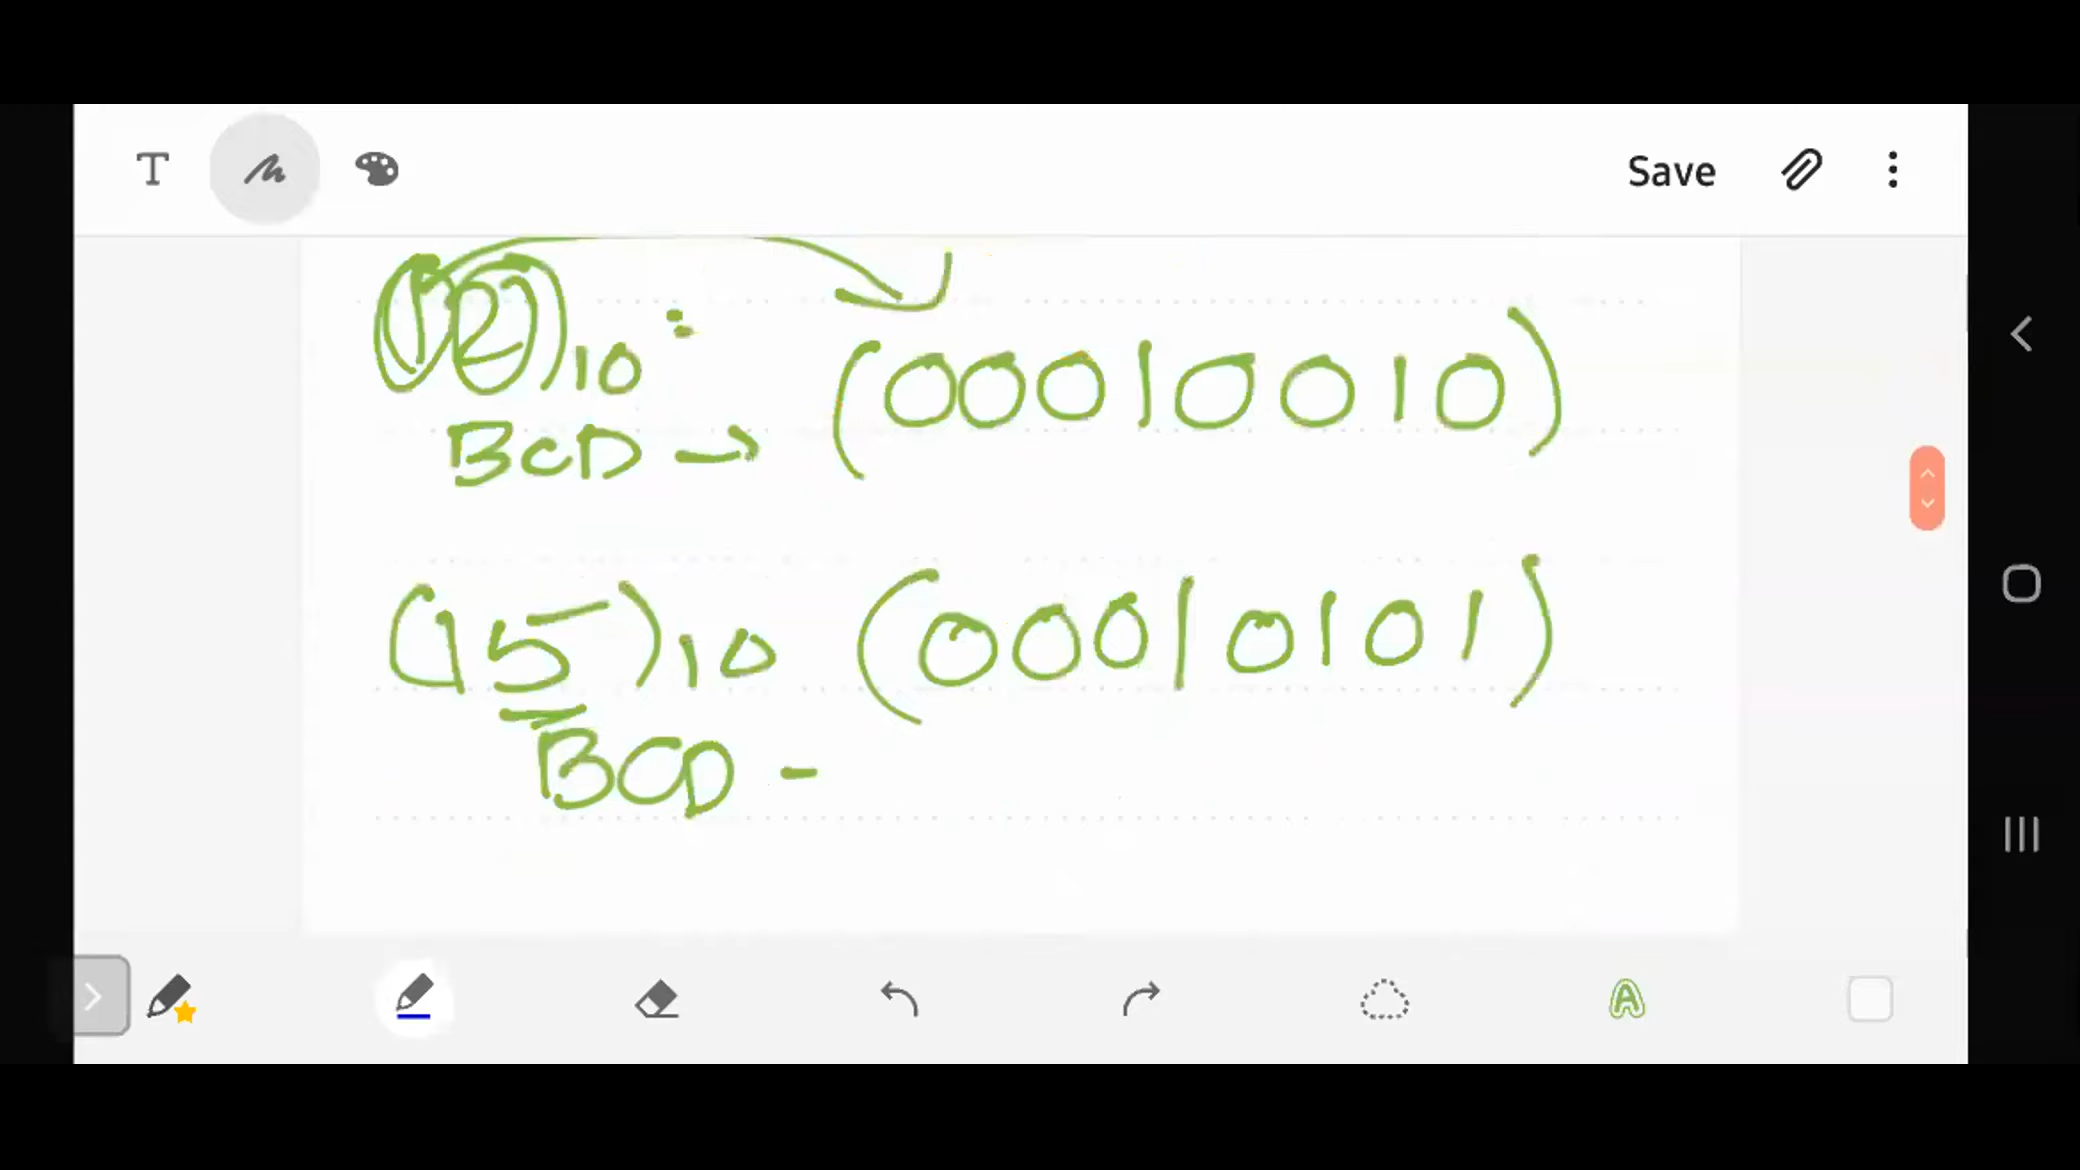 T
Save
(12)10 : (00010010)
BCD →
(15)10 (00010101)
BCD -
A